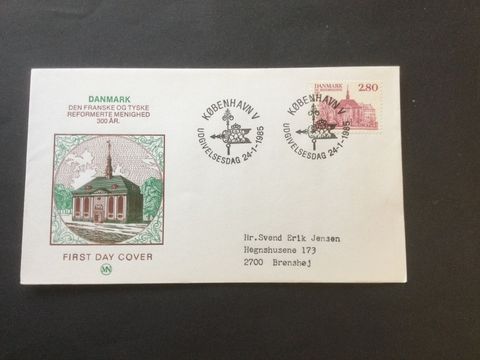 DANMARK
DEN FRANSKE OG TYSKE
REFORMERTE MENIGHED
300 ÅR.
FIRST DAY COVER
KØBENHAVN V
UDGIVELSESDAG 24-1-1985
KØBENHAVN V
UDGIVELSESDAG 24-1-1985
DANMARK
2.80
Hr. Svend Erik Jensen
Høgnshusene 173
2700 Brønshøj